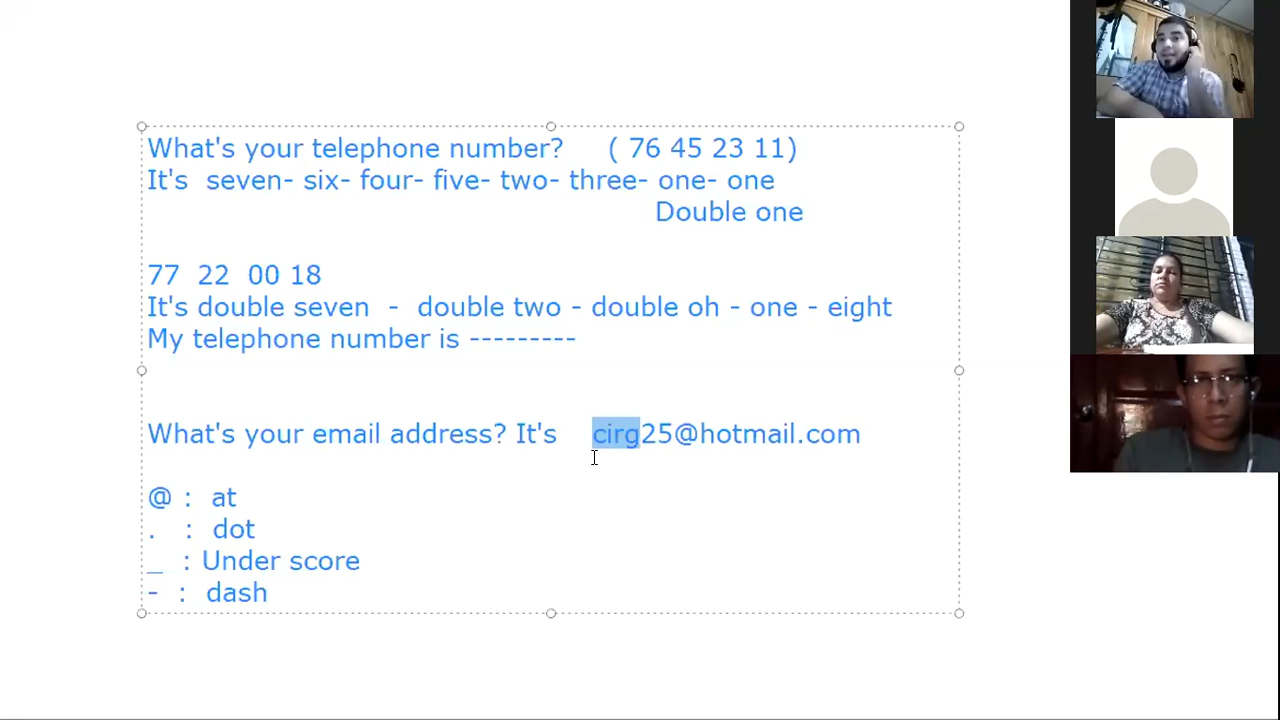 What's your telephone number? ( 76 45 23 11)
It's seven- six- four- five- two- three- one- one
Double one
77 22 00 18
It's double seven - double two - double oh - one - eight
My telephone number is ---------
What's your email address? It's cirg25@hotmail.com
@ : at
. : dot
_ : Under score
- : dash